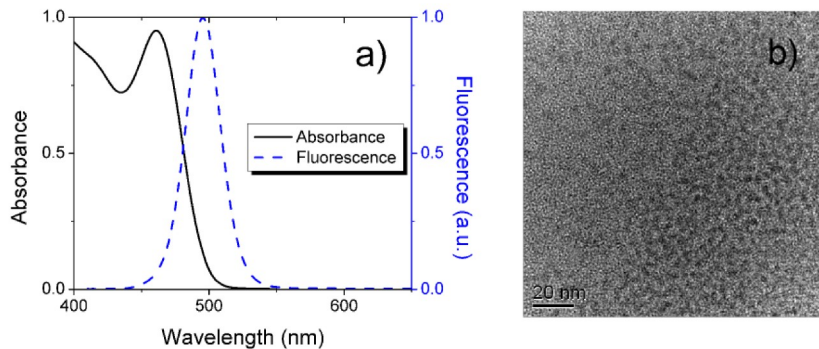 a)
1.0
0.5
0.0
Absorbance
1.0
0.5
0.0
Fluorescence (a.u.)
Absorbance
Fluorescence
400
500
600
Wavelength (nm)
b)
20 nm